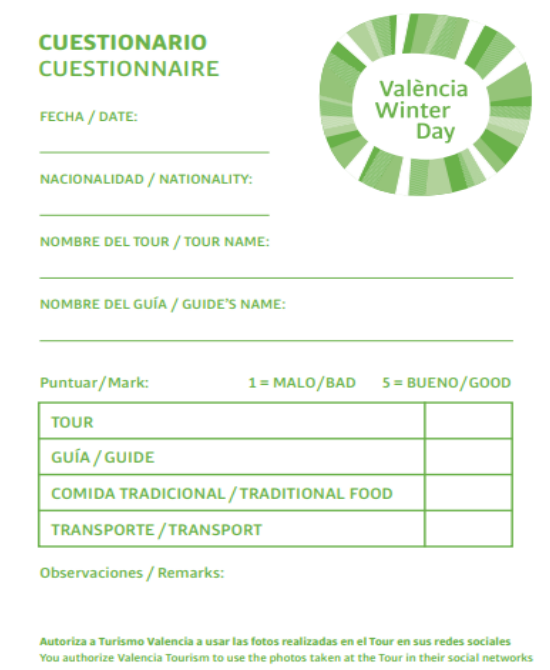 CUESTIONARIO
CUESTIONNAIRE
València
Winter
Day
FECHA / DATE:
NACIONALIDAD / NATIONALITY:
NOMBRE DEL TOUR / TOUR NAME:
NOMBRE DEL GUÍA / GUIDE'S NAME:
Puntuar/Mark: 1 = MALO/BAD 5 = BUENO/GOOD
TOUR
GUÍA / GUIDE
COMIDA TRADICIONAL / TRADITIONAL FOOD
TRANSPORTE / TRANSPORT
Observaciones / Remarks:
Autoriza a Turismo Valencia a usar las fotos realizadas en el Tour en sus redes sociales
You authorize Valencia Tourism to use the photos taken at the Tour in their social networks